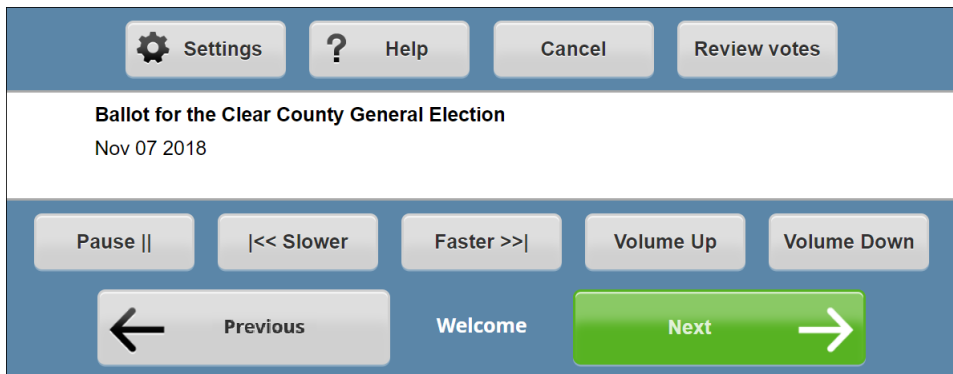 Settings
? Help
Cancel
Review votes
Ballot for the Clear County General Election
Nov 07 2018
Pause ||
|<< Slower
Faster >>|
Volume Up
Volume Down
Previous
Welcome
Next